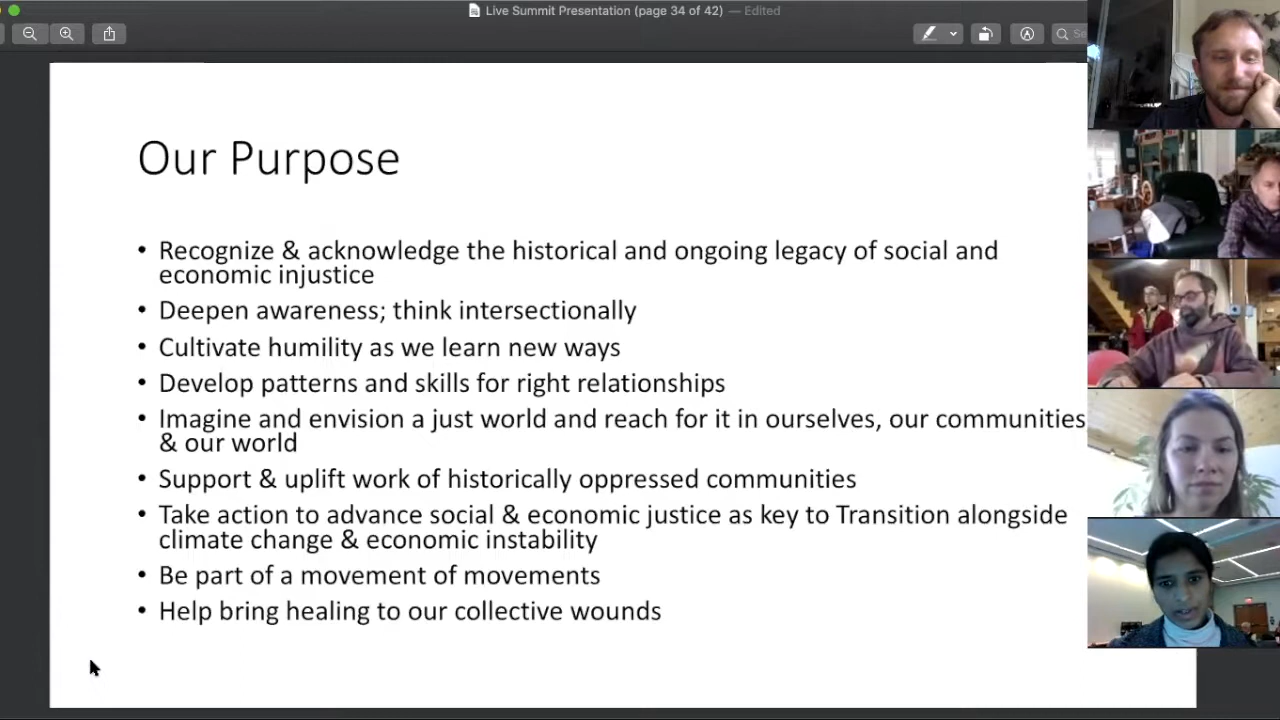 Live Summit Presentation (page 34 of 42) — Edited
Se
Our Purpose
• Recognize & acknowledge the historical and ongoing legacy of social and
economic injustice
• Deepen awareness; think intersectionally
• Cultivate humility as we learn new ways
• Develop patterns and skills for right relationships
• Imagine and envision a just world and reach for it in ourselves, our communities
& our world
• Support & uplift work of historically oppressed communities
• Take action to advance social & economic justice as key to Transition alongside
climate change & economic instability
• Be part of a movement of movements
• Help bring healing to our collective wounds